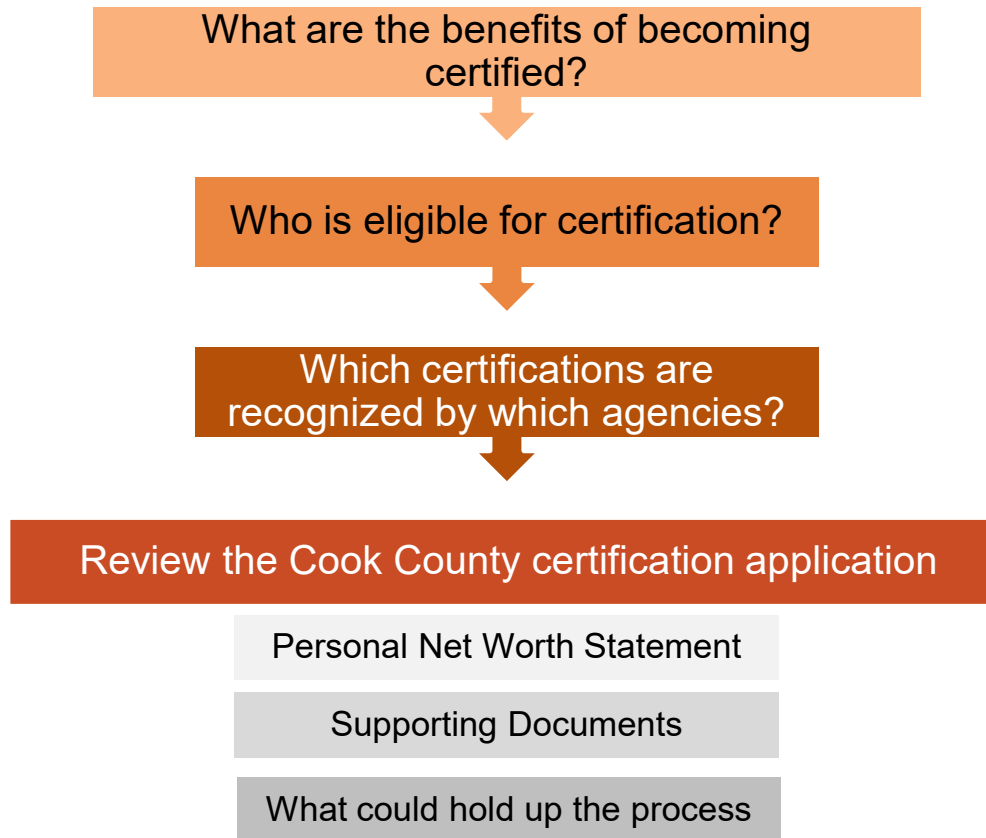 What are the benefits of becoming
certified?
Who is eligible for certification?
Which certifications are
recognized by which agencies?
Review the Cook County certification application
Personal Net Worth Statement
Supporting Documents
What could hold up the process